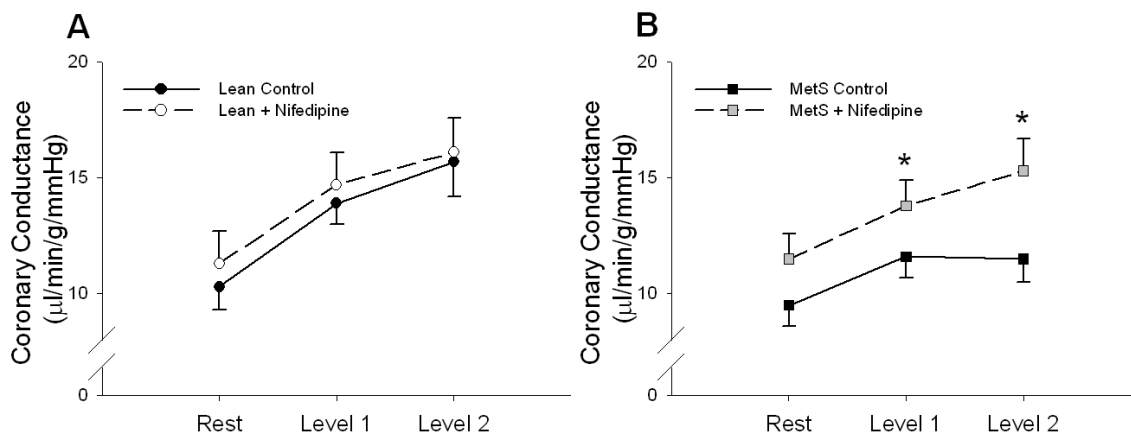 A
Coronary Conductance
(µl/min/g/mmHg)
20
15
10
0
Lean Control
Lean + Nifedipine
Rest Level 1 Level 2
B
Coronary Conductance
(µl/min/g/mmHg)
20
15
10
0
MetS Control
MetS + Nifedipine
*
*
Rest Level 1 Level 2